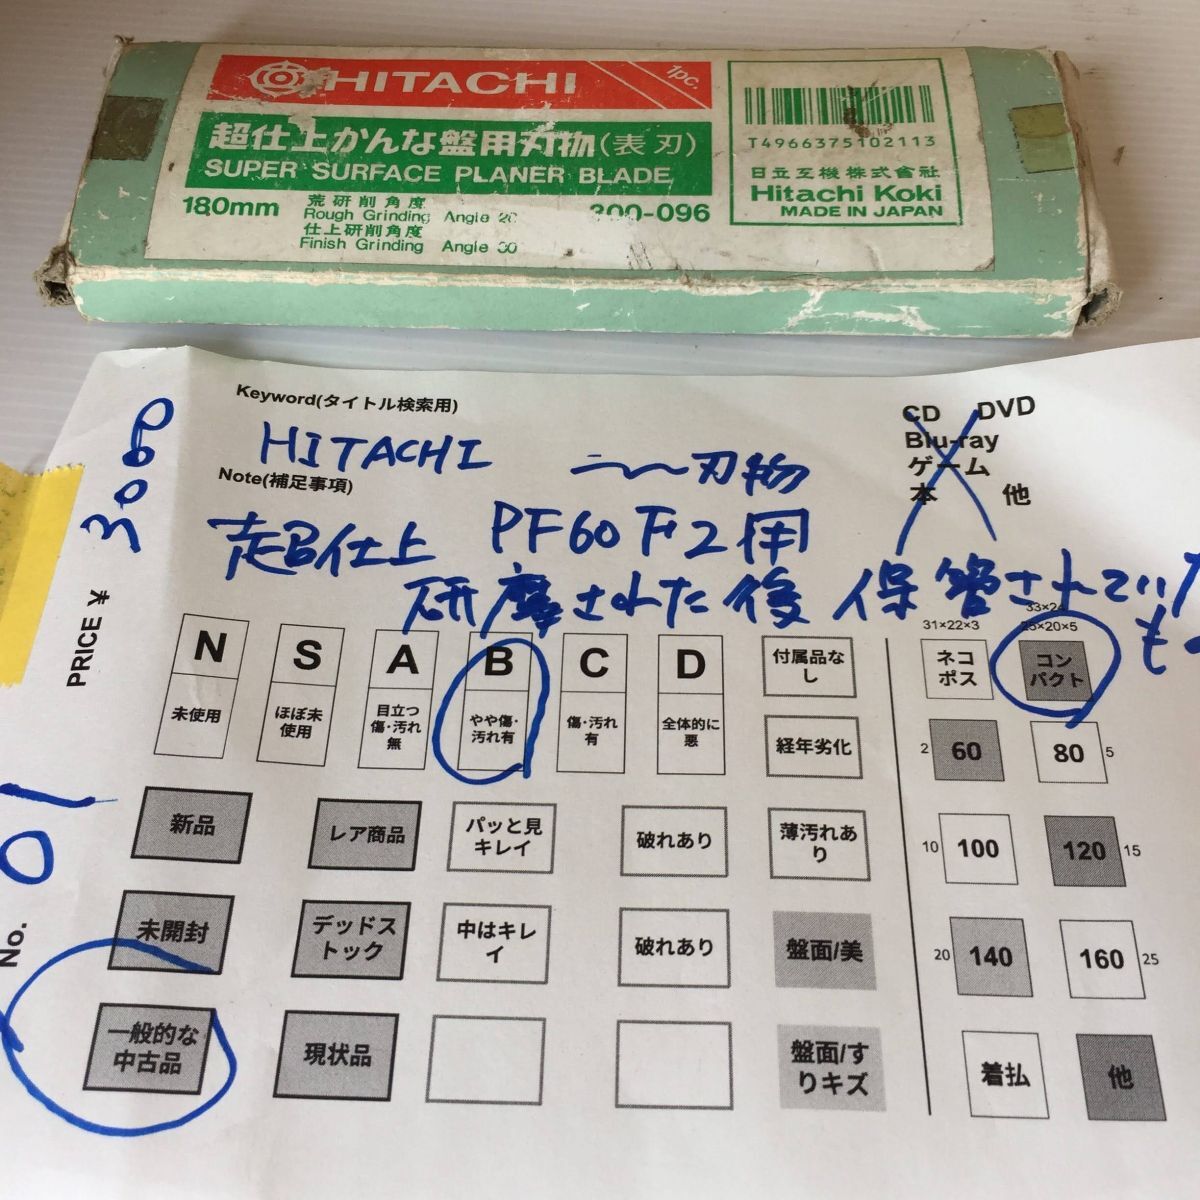 HITACHI
1pc.
超仕上かんな盤用刃物(表刃)
SUPER SURFACE PLANER BLADE
180mm
荒研削角度
Rough Grinding Angle
仕上研削角度
Finish Grinding Angle
300-096
T4966375102113
日立工機株式会社
Hitachi Koki
MADE IN JAPAN
Keyword(タイトル検索用)
HITACHI 〜刃物
Note(補足事項)
超仕上 用
研摩された後 保管されていた
も
CD DVD
Blu-ray
ゲーム
本 他
PRICE ¥ 3000
No. 01
N S A B C D
未使用
ほぼ未使用
目立つ傷・汚れ無
やや傷・汚れ有
傷・汚れ有
全体的に悪
付属品なし
経年劣化
新品 レア商品 パッと見キレイ 破れあり 薄汚れあり
未開封 デッドストック 中はキレイ 破れあり 盤面/美
一般的な中古品 現状品 盤面/すりキズ
31×22×3
25×20×5
ネコポス コンパクト
2 60 80 5
10 100 120 15
20 140 160 25
着払 他